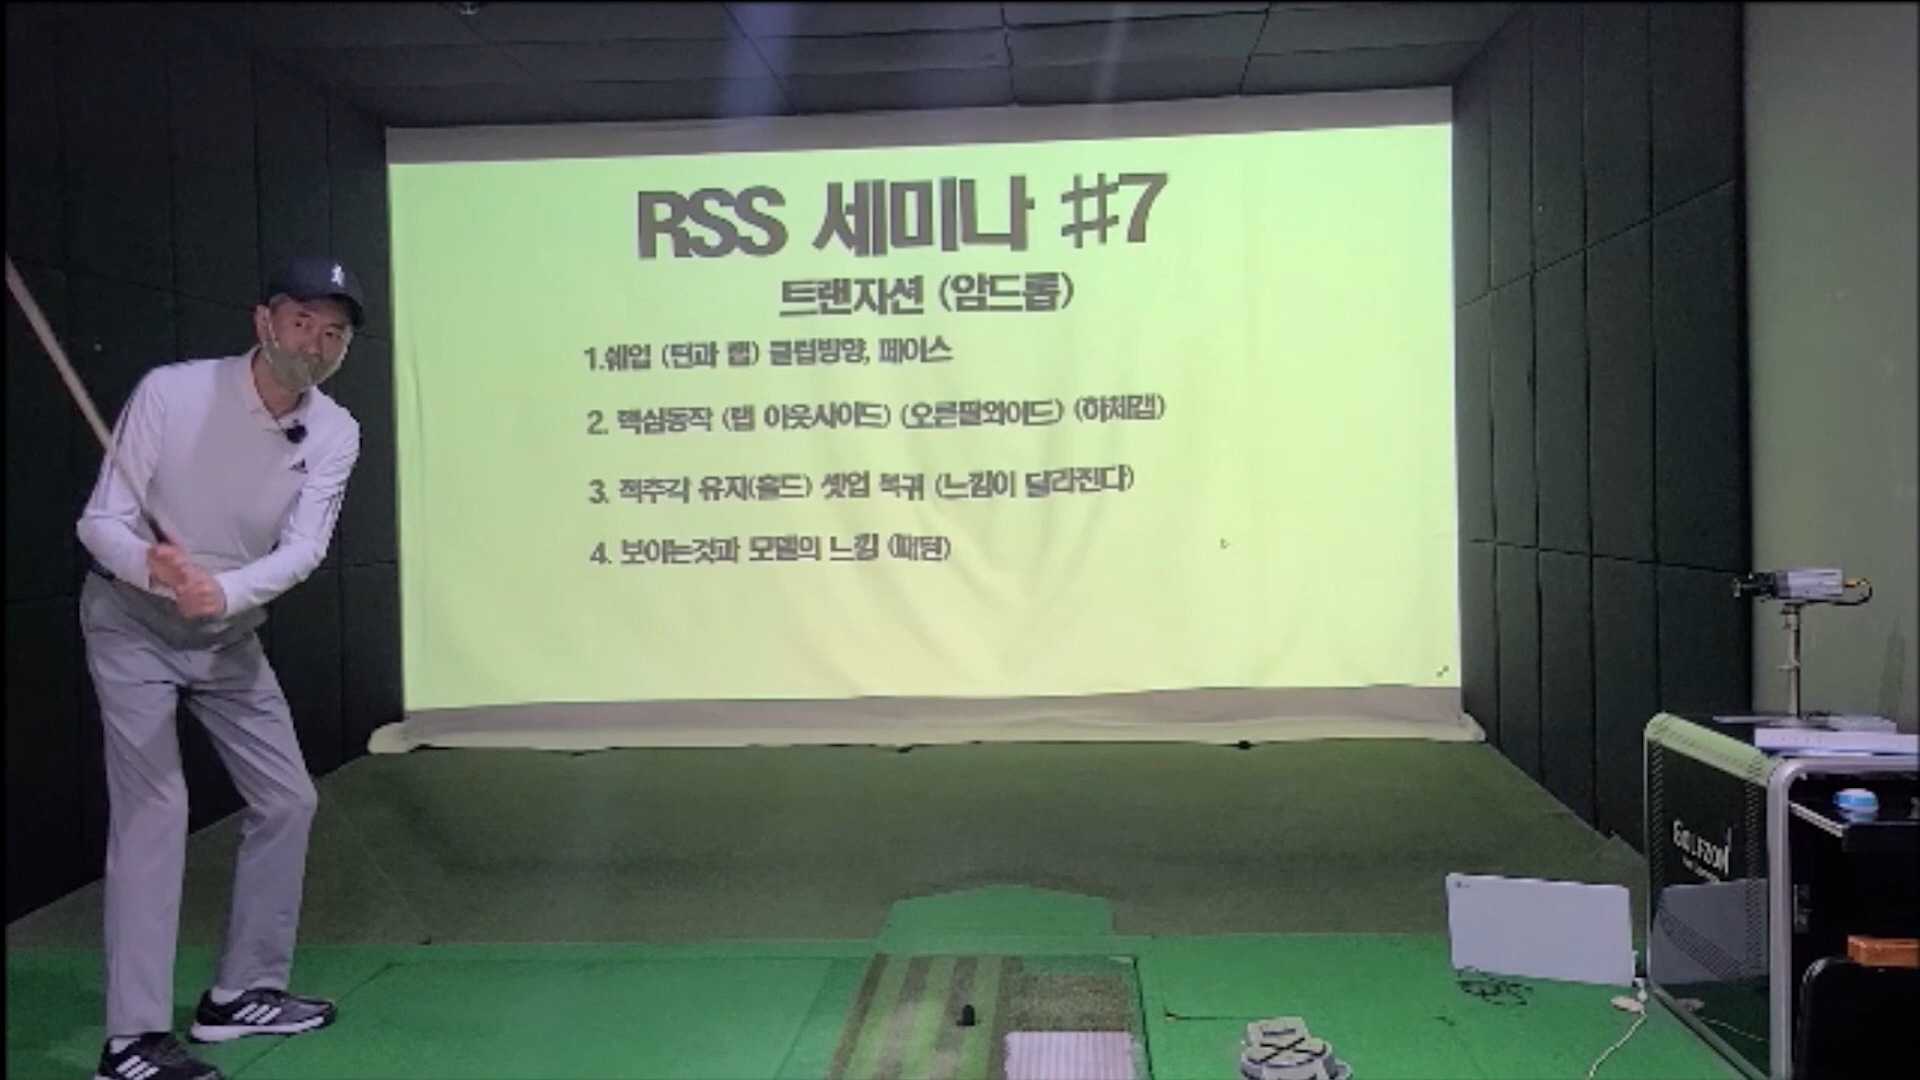 RSS 세미나 #7
트랜지션 (암드롭)
1.쉐입 (턴과 랩) 클럽방향, 페이스
2. 핵심동작 (랩 아웃사이드) (오른팔와이드) (하체랩)
3. 척추각 유지(홀드) 셋업 복귀 (느낌이 달라진다)
4. 보이는것과 모델의 느낌 (패턴)
GOLFZON